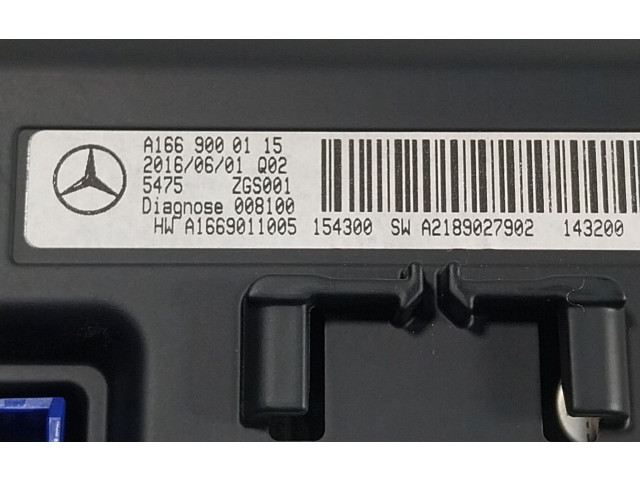 A166 900 01 15
2016/06/01 Q02
5475 ZGS001
Diagnose 008100
HW A1669011005 154300 SW A2189027902 143200